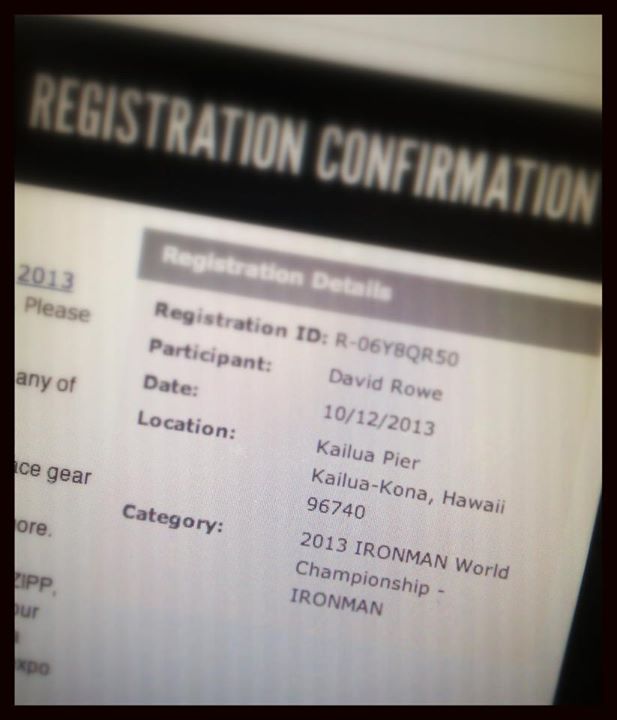 REGISTRATION CONFIRMATION
2013
Please
any of
ace gear
ore.
ZIPP,
our
xpo
Registration Details
Registration ID: R-06Y8QR50
Participant: David Rowe
Date: 10/12/2013
Location: Kailua Pier
Kailua-Kona, Hawaii
96740
Category: 2013 IRONMAN World
Championship -
IRONMAN